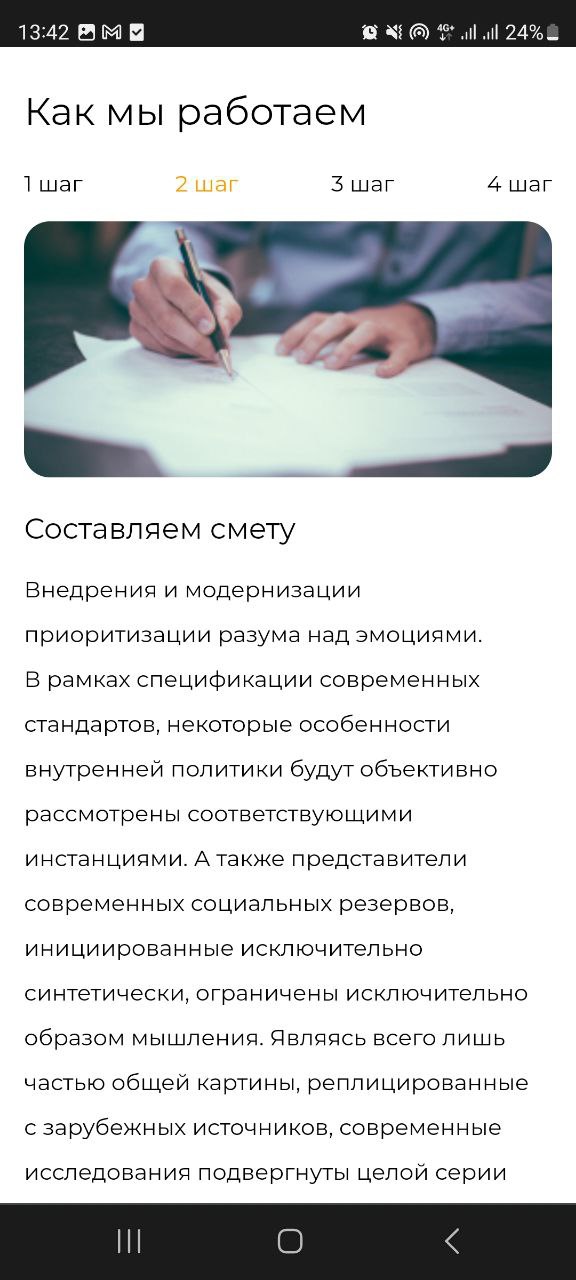 13:42 4G+ 24%
Как мы работаем
1 шаг 2 шаг 3 шаг 4 шаг
Составляем смету
Внедрения и модернизации
приоритизации разума над эмоциями.
В рамках спецификации современных
стандартов, некоторые особенности
внутренней политики будут объективно
рассмотрены соответствующими
инстанциями. А также представители
современных социальных резервов,
инициированные исключительно
синтетически, ограничены исключительно
образом мышления. Являясь всего лишь
частью общей картины, реплицированные
с зарубежных источников, современные
исследования подвергнуты целой серии